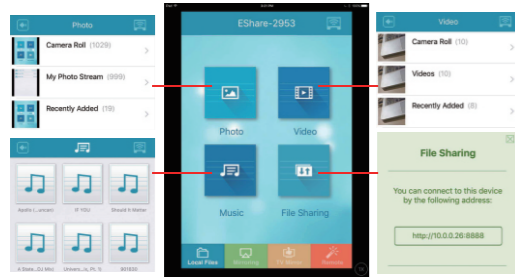 Photo
Camera Roll (1029)
My Photo Stream (999)
Recently Added (19)
IF YOU
Should It Matter
901930
EShare-2953
Photo
Video
Music
File Sharing
Local Files
Mirroring
TV Mirror
Remote
Video
Camera Roll (10)
Videos (10)
Recently Added (8)
File Sharing
You can connect to this device
by the following address:
http://10.0.0.26:8888